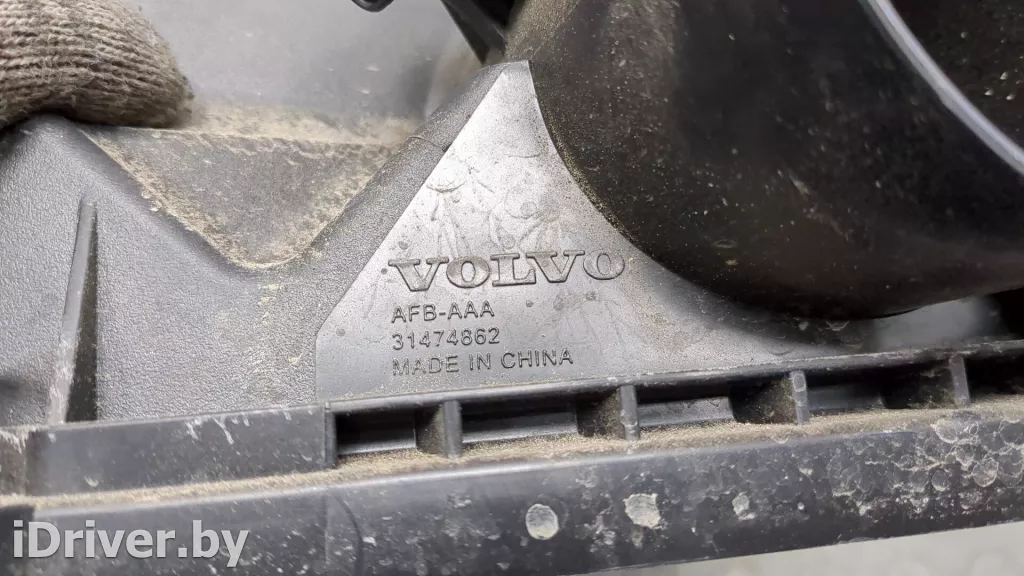 VOLVO
AFB-AAA
31474862
MADE IN CHINA
iDriver.by